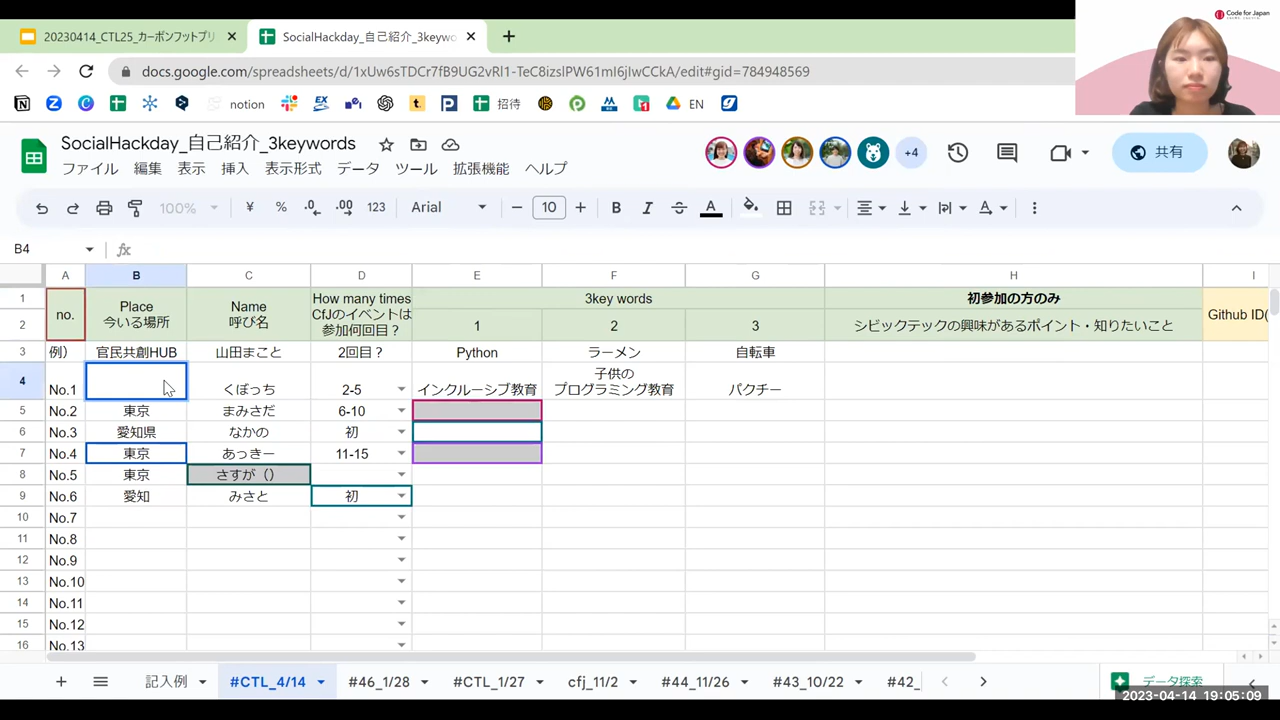 20230414_CTL25_カーボンフットプリ
SocialHackday_自己紹介_3keywo
Code for Japan
docs.google.com/spreadsheets/d/1xUw6sTDCr7fB9UG2vRI1-TeC8izslPW61mI6jIwCCkA/edit#gid=784948569
notion
EX
招待
EN
SocialHackday_自己紹介_3keywords
ファイル 編集 表示 挿入 表示形式 データ ツール 拡張機能 ヘルプ
+4
共有
100% ¥ % .0 .00 123 Arial 10 B I S A
B4 fx
A B C D E F G H I
1 2 no.
Place
今いる場所
Name
呼び名
How many times
CfJのイベントは
参加何回目？
3key words
1 2 3
初参加の方のみ
シビックテックの興味があるポイント・知りたいこと
Github ID(
3 例） 官民共創HUB 山田まこと 2回目？ Python ラーメン 自転車
4 No.1 くぼっち 2-5 インクルーシブ教育 子供の
プログラミング教育 パクチー
5 No.2 東京 まみさだ 6-10
6 No.3 愛知県 なかの 初
7 No.4 東京 あっきー 11-15
8 No.5 東京 さすが（）
9 No.6 愛知 みさと 初
10 No.7
11 No.8
12 No.9
13 No.10
14 No.11
15 No.12
16 No.13
記入例 #CTL_4/14 #46_1/28 #CTL_1/27 cfj_11/2 #44_11/26 #43_10/22 #42_
データ探索
2023-04-14 19:05:09